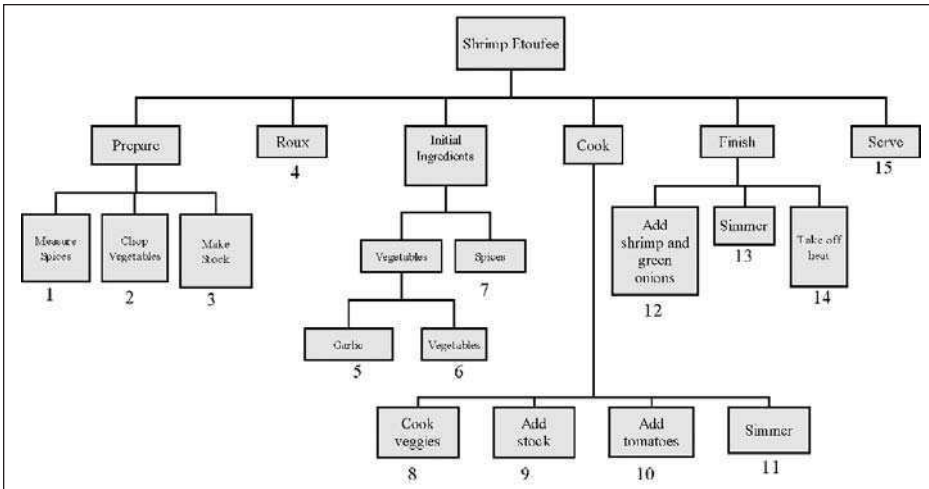 Shrimp Etoufee
Prepare
Roux
4
Initial
Ingredients
Cook
Finish
Serve
15
Measure
Spices
1
Chop
Vegetables
2
Make
Stock
3
Vegetables
Spices
7
Garlic
5
Vegetables
6
Add
shrimp and
green
onions
12
Simmer
13
Take off
heat
14
Cook
veggies
8
Add
stock
9
Add
tomatoes
10
Simmer
11